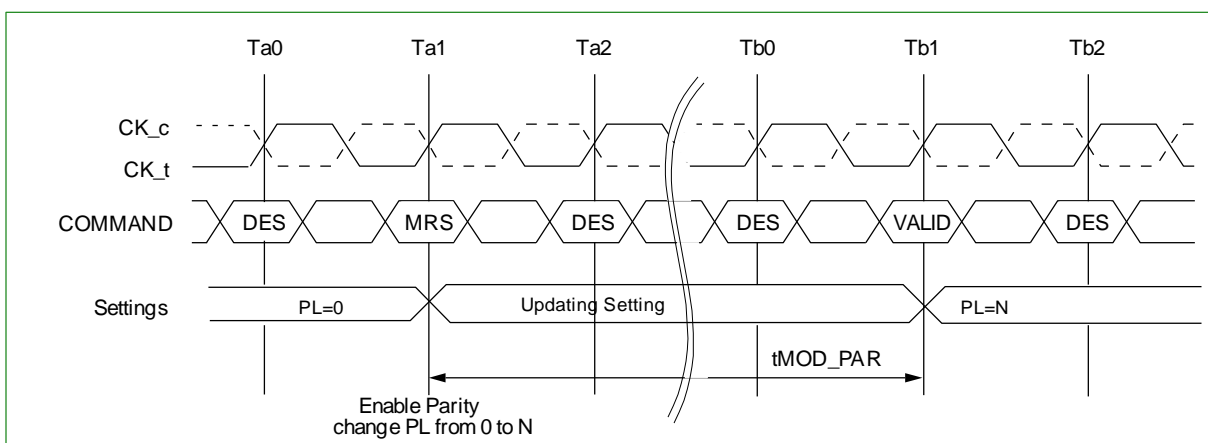 Ta0 Ta1 Ta2 Tb0 Tb1 Tb2
CK_c
CK_t
COMMAND DES MRS DES DES VALID DES
Settings PL=0 Updating Setting PL=N
tMOD_PAR
Enable Parity
change PL from 0 to N